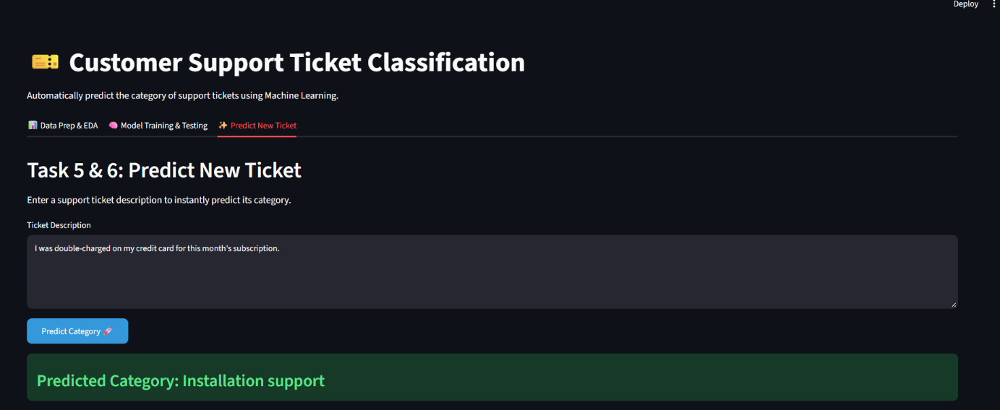 Deploy
Customer Support Ticket Classification
Automatically predict the category of support tickets using Machine Learning.
Data Prep & EDA Model Training & Testing Predict New Ticket
Task 5 & 6: Predict New Ticket
Enter a support ticket description to instantly predict its category.
Ticket Description
I was double-charged on my credit card for this month's subscription.
Predict Category
Predicted Category: Installation support